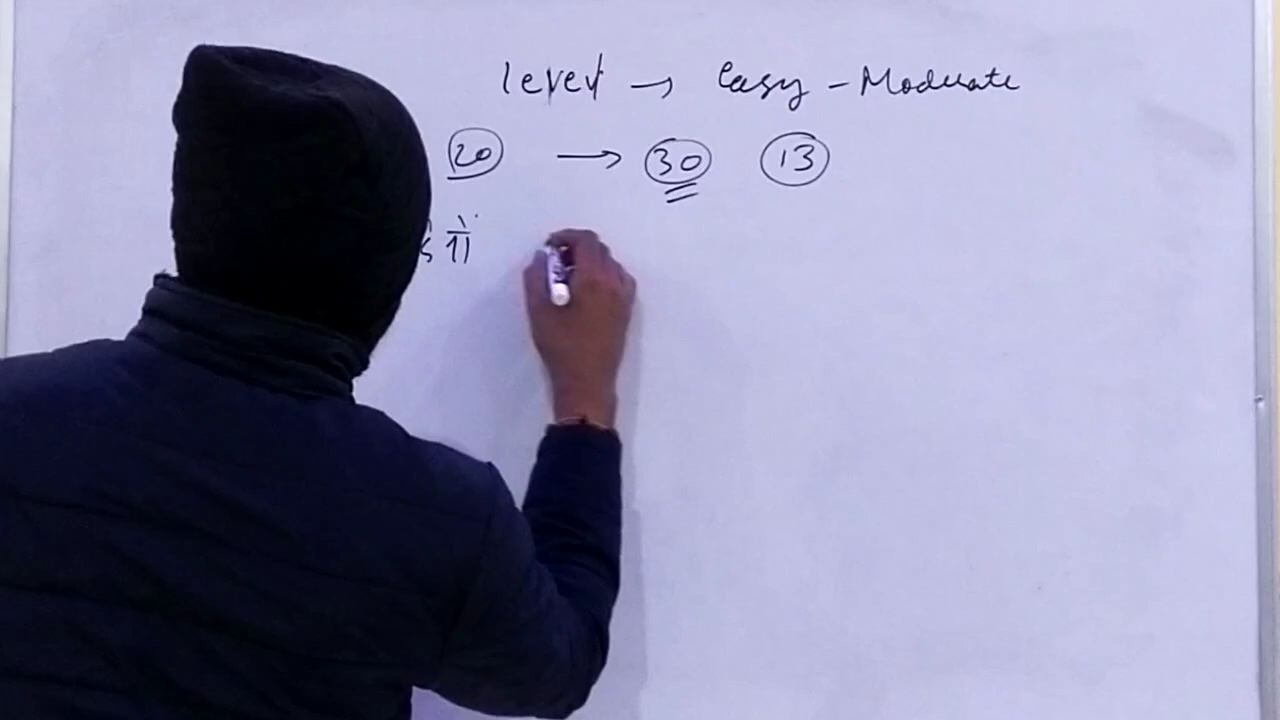 level → easy - Moderate
20 → 30 13